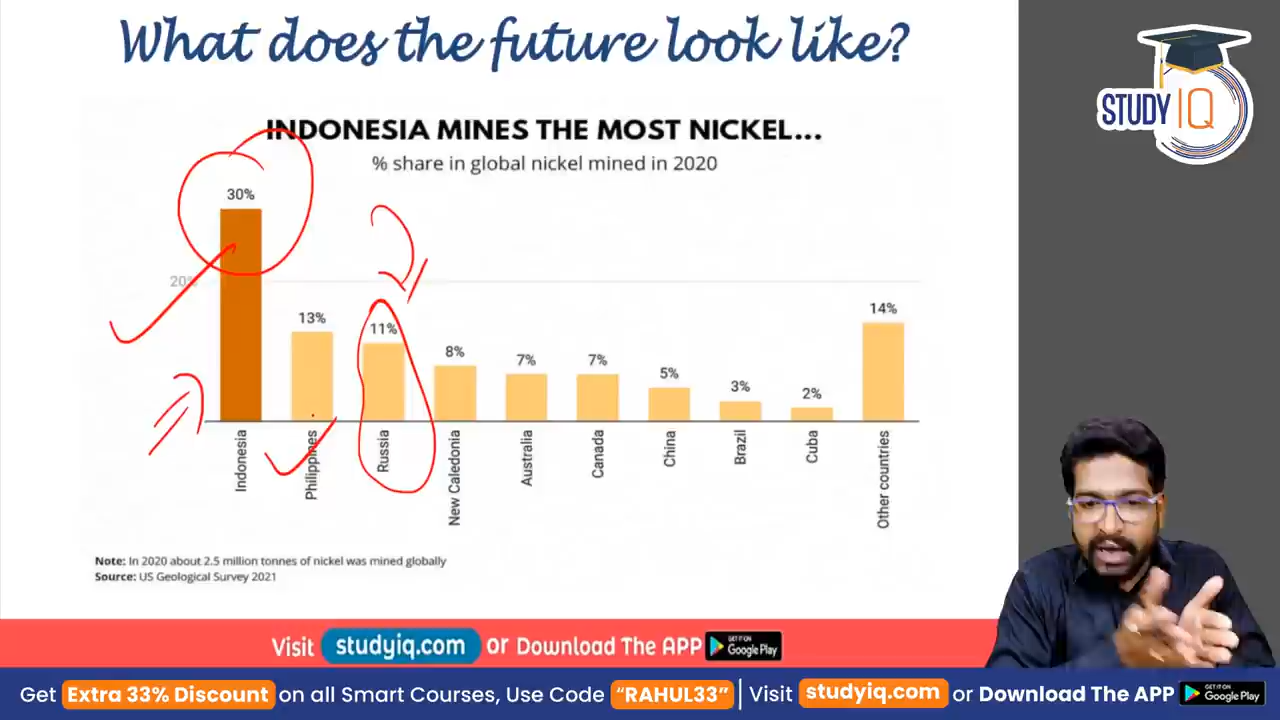 What does the future look like?
STUDY IQ
INDONESIA MINES THE MOST NICKEL...
% share in global nickel mined in 2020
30%
20%
13%
11%
8%
7%
7%
5%
3%
2%
14%
Indonesia
Philippines
Russia
New Caledonia
Australia
Canada
China
Brazil
Cuba
Other countries
Note: In 2020 about 2.5 million tonnes of nickel was mined globally
Source: US Geological Survey 2021
Visit studyiq.com or Download The APP GET IT ON Google Play
Get Extra 33% Discount on all Smart Courses, Use Code “RAHUL33” | Visit studyiq.com or Download The APP GET IT ON Google Play